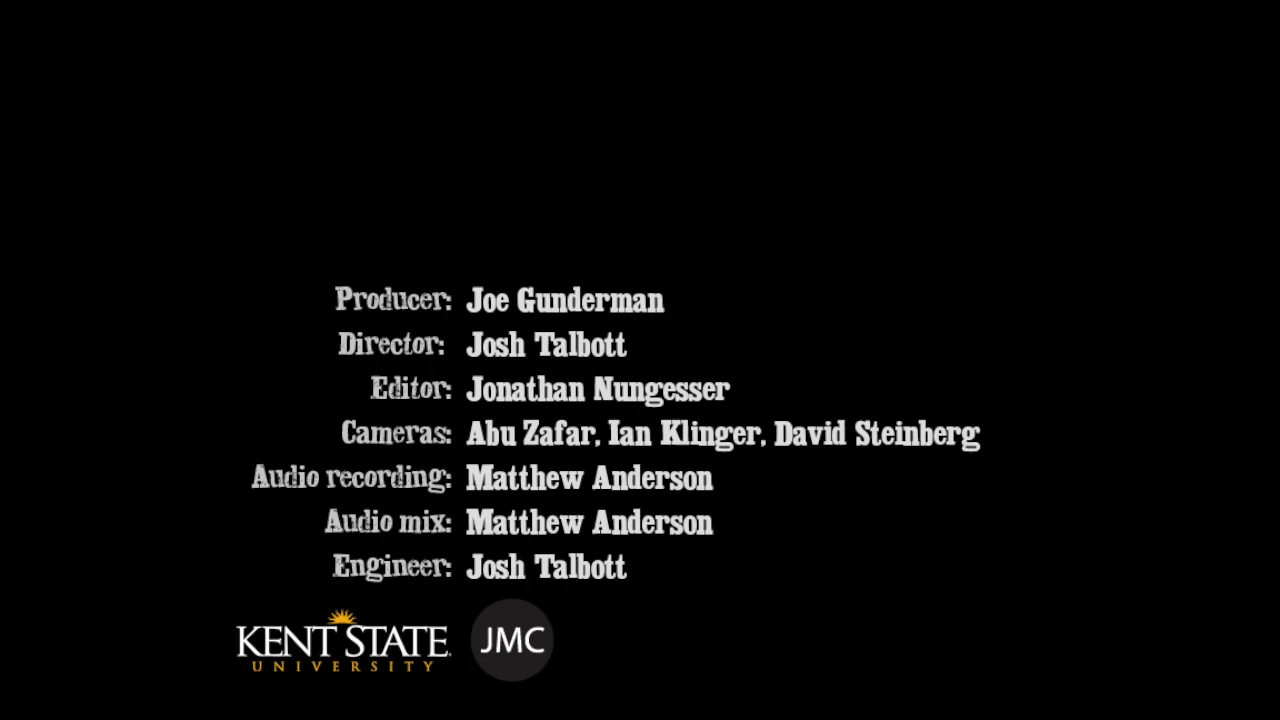 Producer: Joe Gunderman
Director: Josh Talbott
Editor: Jonathan Nungesser
Cameras: Abu Zafar, Ian Klinger, David Steinberg
Audio recording: Matthew Anderson
Audio mix: Matthew Anderson
Engineer: Josh Talbott
KENT STATE JMC
UNIVERSITY